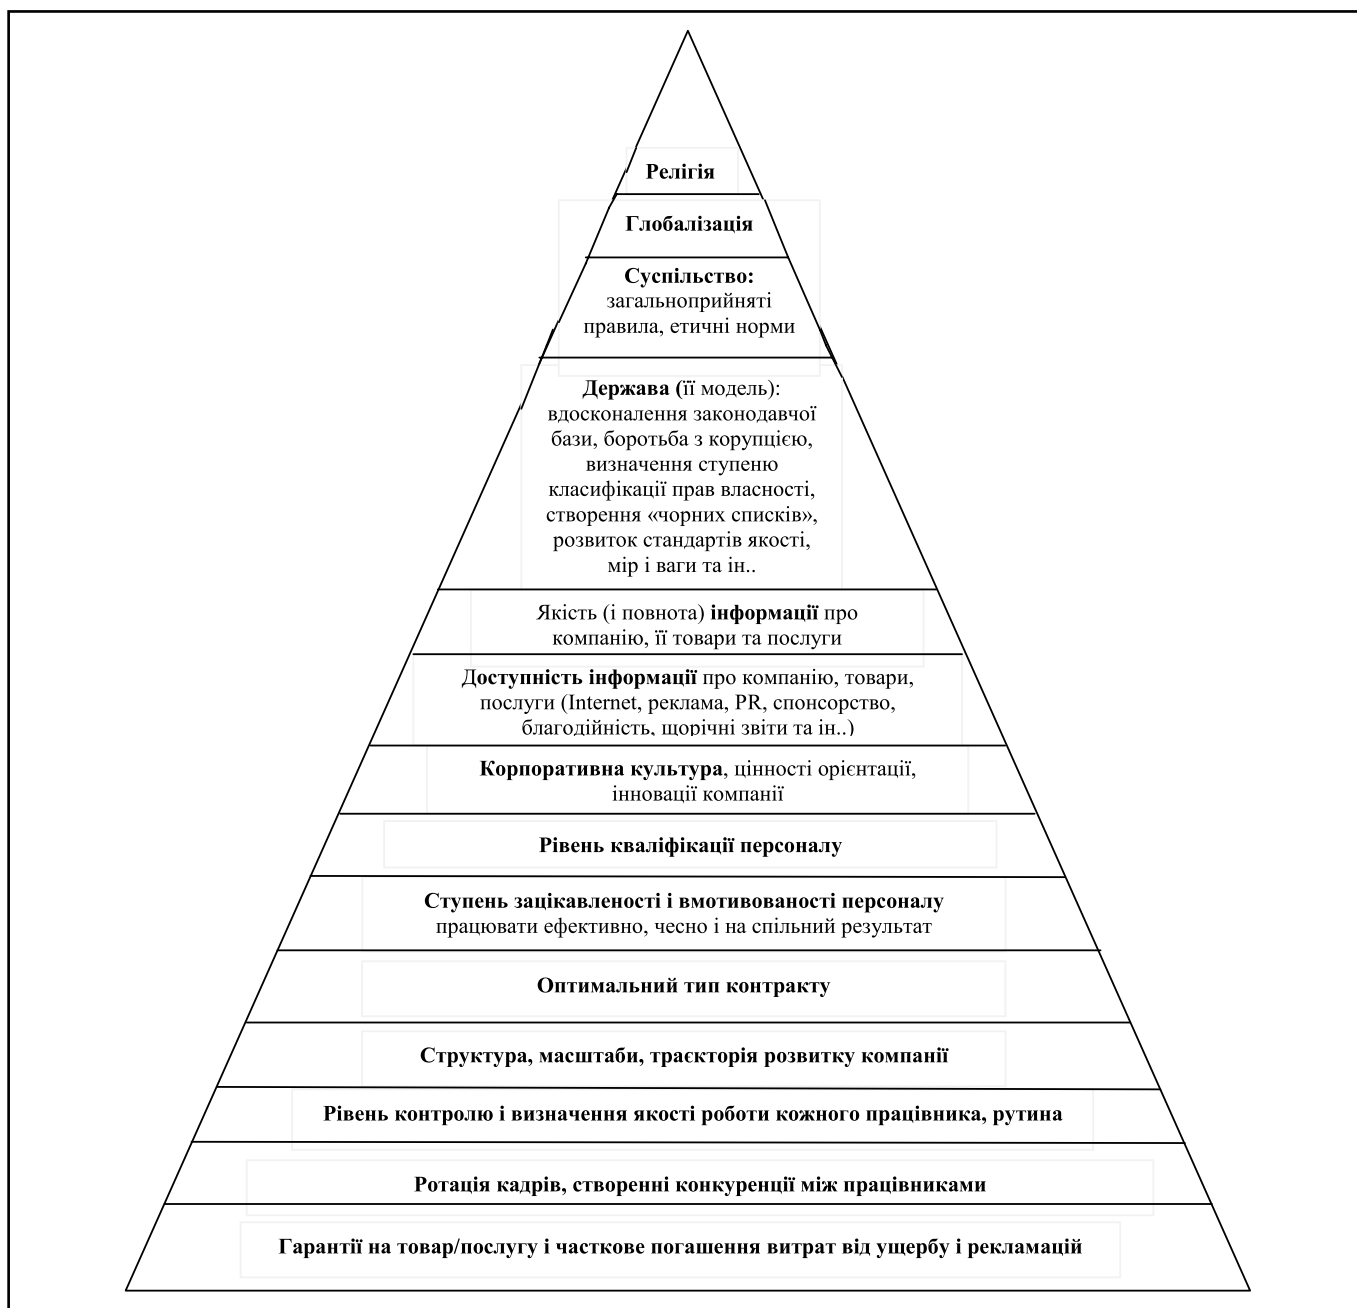 Релігія
Глобалізація
Суспільство:
загальноприйняті
правила, етичні норми
Держава (її модель):
вдосконалення законодавчої
бази, боротьба з корупцією,
визначення ступеню
класифікації прав власності,
створення «чорних списків»,
розвиток стандартів якості,
мір і ваги та ін..
Якість (і повнота) інформації про
компанію, її товари та послуги
Доступність інформації про компанію, товари,
послуги (Internet, реклама, PR, спонсорство,
благодійність, щорічні звіти та ін..)
Корпоративна культура, цінності орієнтації,
інновації компанії
Рівень кваліфікації персоналу
Ступень зацікавленості і вмотивованості персоналу
працювати ефективно, чесно і на спільний результат
Оптимальний тип контракту
Структура, масштаби, траєкторія розвитку компанії
Рівень контролю і визначення якості роботи кожного працівника, рутина
Ротація кадрів, створенні конкуренції між працівниками
Гарантії на товар/послугу і часткове погашення витрат від ущербу і рекламацій